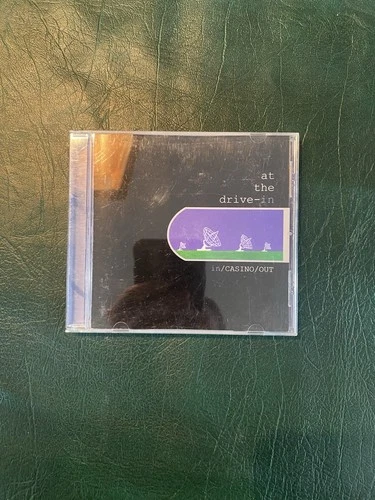 at
the
drive-in
in/CASINO/OUT